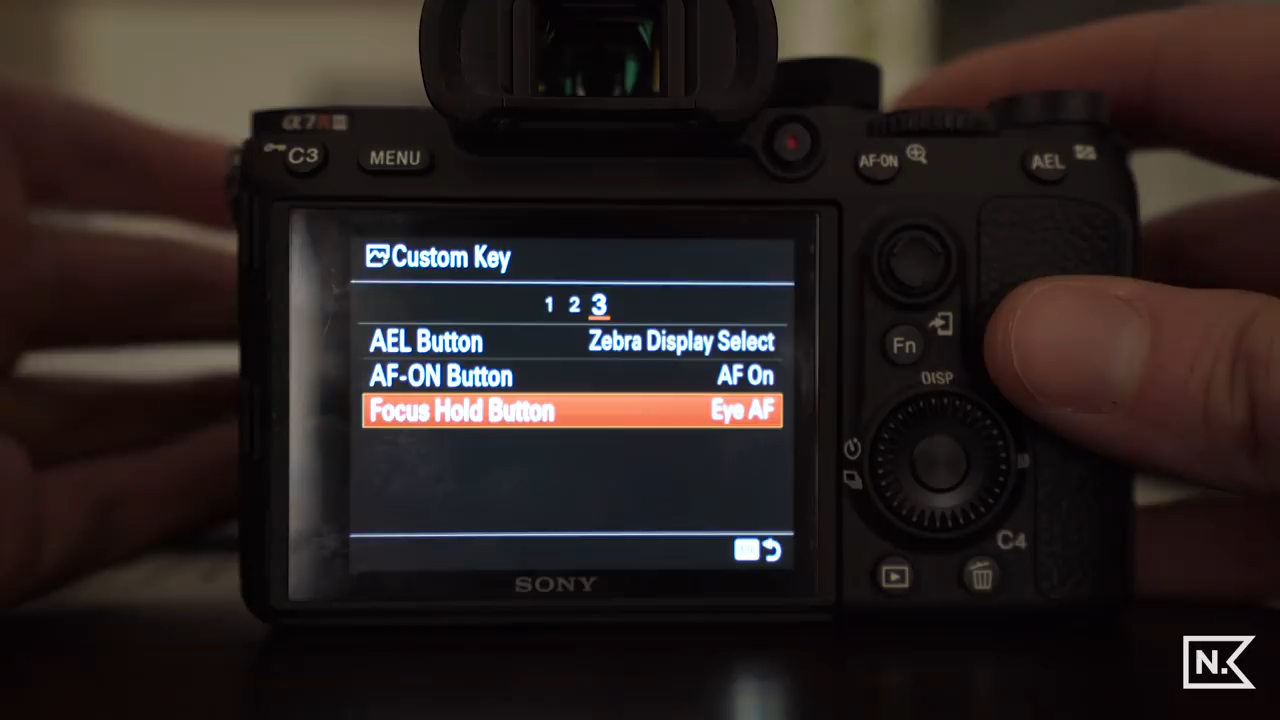 α7RIII
C3
MENU
AF-ON
AEL
Custom Key
1 2 3
AEL Button Zebra Display Select
AF-ON Button AF On
Focus Hold Button Eye AF
Fn
DISP
C4
SONY
N.K